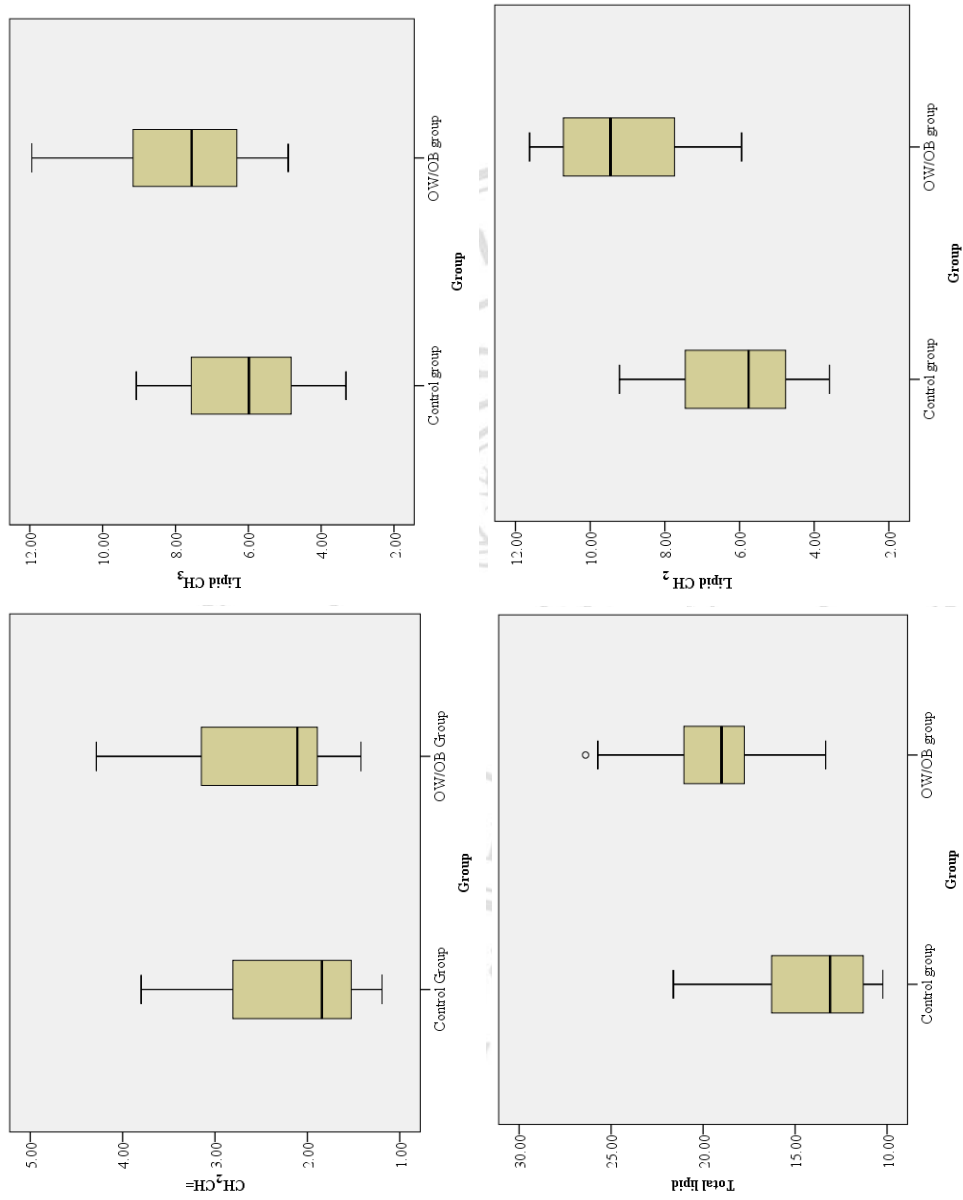 12.00
10.00
8.00
6.00
4.00
2.00
Lipid CH3
Control group
OW/OB group
Group
12.00
10.00
8.00
6.00
4.00
2.00
Lipid CH 2
Control group
OW/OB group
Group
5.00
4.00
3.00
2.00
1.00
CH2CH=
Control Group
OW/OB Group
Group
30.00
25.00
20.00
15.00
10.00
Total lipid
Control group
OW/OB group
Group